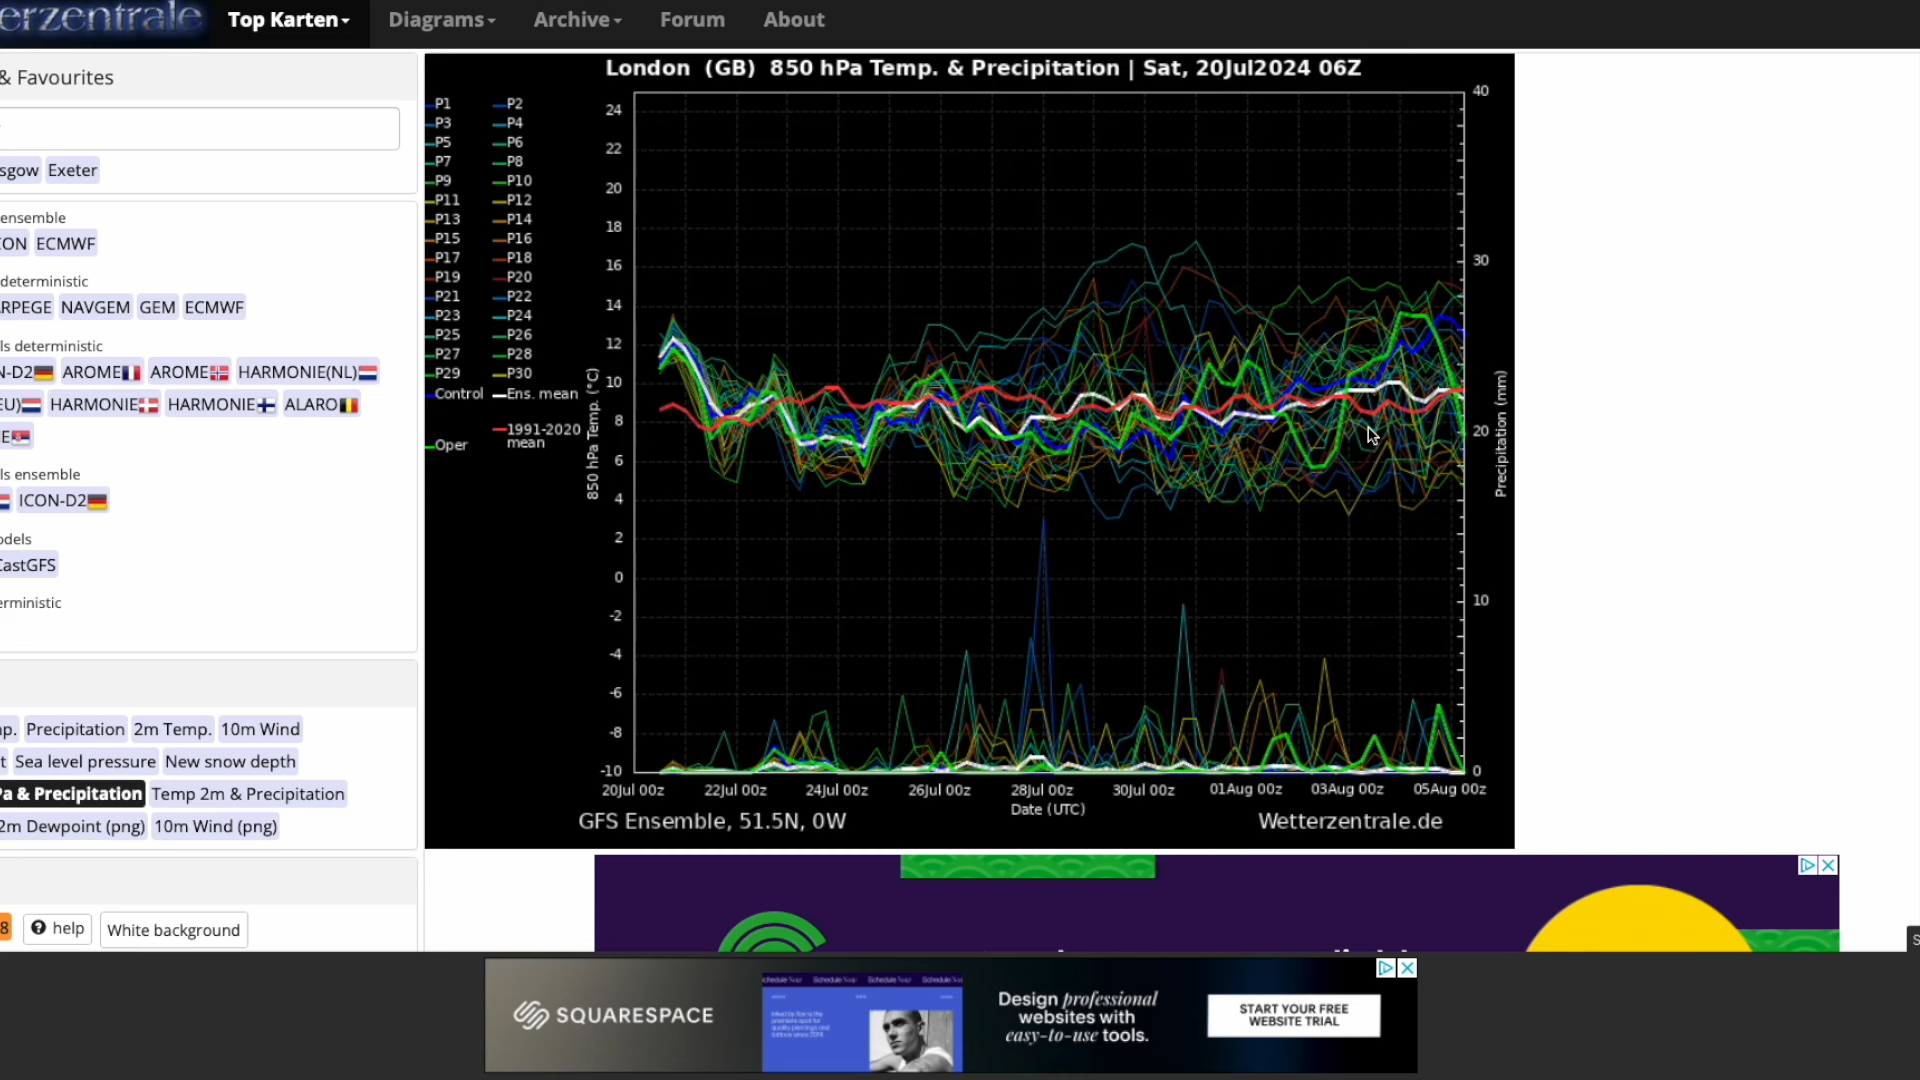 erzentrale
Top Karten
Diagrams
Archive
Forum
About
& Favourites
sgow
Exeter
ensemble
CON
ECMWF
deterministic
RPEGE
NAVGEM
GEM
ECMWF
ls deterministic
N-D2
AROME
AROME
HARMONIE(NL)
EU)
HARMONIE
HARMONIE
ALARO
E
ls ensemble
ICON-D2
odels
CastGFS
erministic
np.
Precipitation
2m Temp.
10m Wind
t
Sea level pressure
New snow depth
Pa & Precipitation
Temp 2m & Precipitation
2m Dewpoint (png)
10m Wind (png)
8
help
White background
London (GB) 850 hPa Temp. & Precipitation | Sat, 20Jul2024 06Z
P1 P2
P3 P4
P5 P6
P7 P8
P9 P10
P11 P12
P13 P14
P15 P16
P17 P18
P19 P20
P21 P22
P23 P24
P25 P26
P27 P28
P29 P30
Control Ens. mean
1991-2020
mean
Oper
850 hPa Temp. (°C)
24
22
20
18
16
14
12
10
8
6
4
2
0
-2
-4
-6
-8
-10
40
30
20
10
0
Precipitation (mm)
20Jul 00z 22Jul 00z 24Jul 00z 26Jul 00z 28Jul 00z 30Jul 00z 01Aug 00z 03Aug 00z 05Aug 00z
Date (UTC)
GFS Ensemble, 51.5N, 0W
Wetterzentrale.de
S
SQUARESPACE
Design professional
websites with
easy-to-use tools.
START YOUR FREE
WEBSITE TRIAL